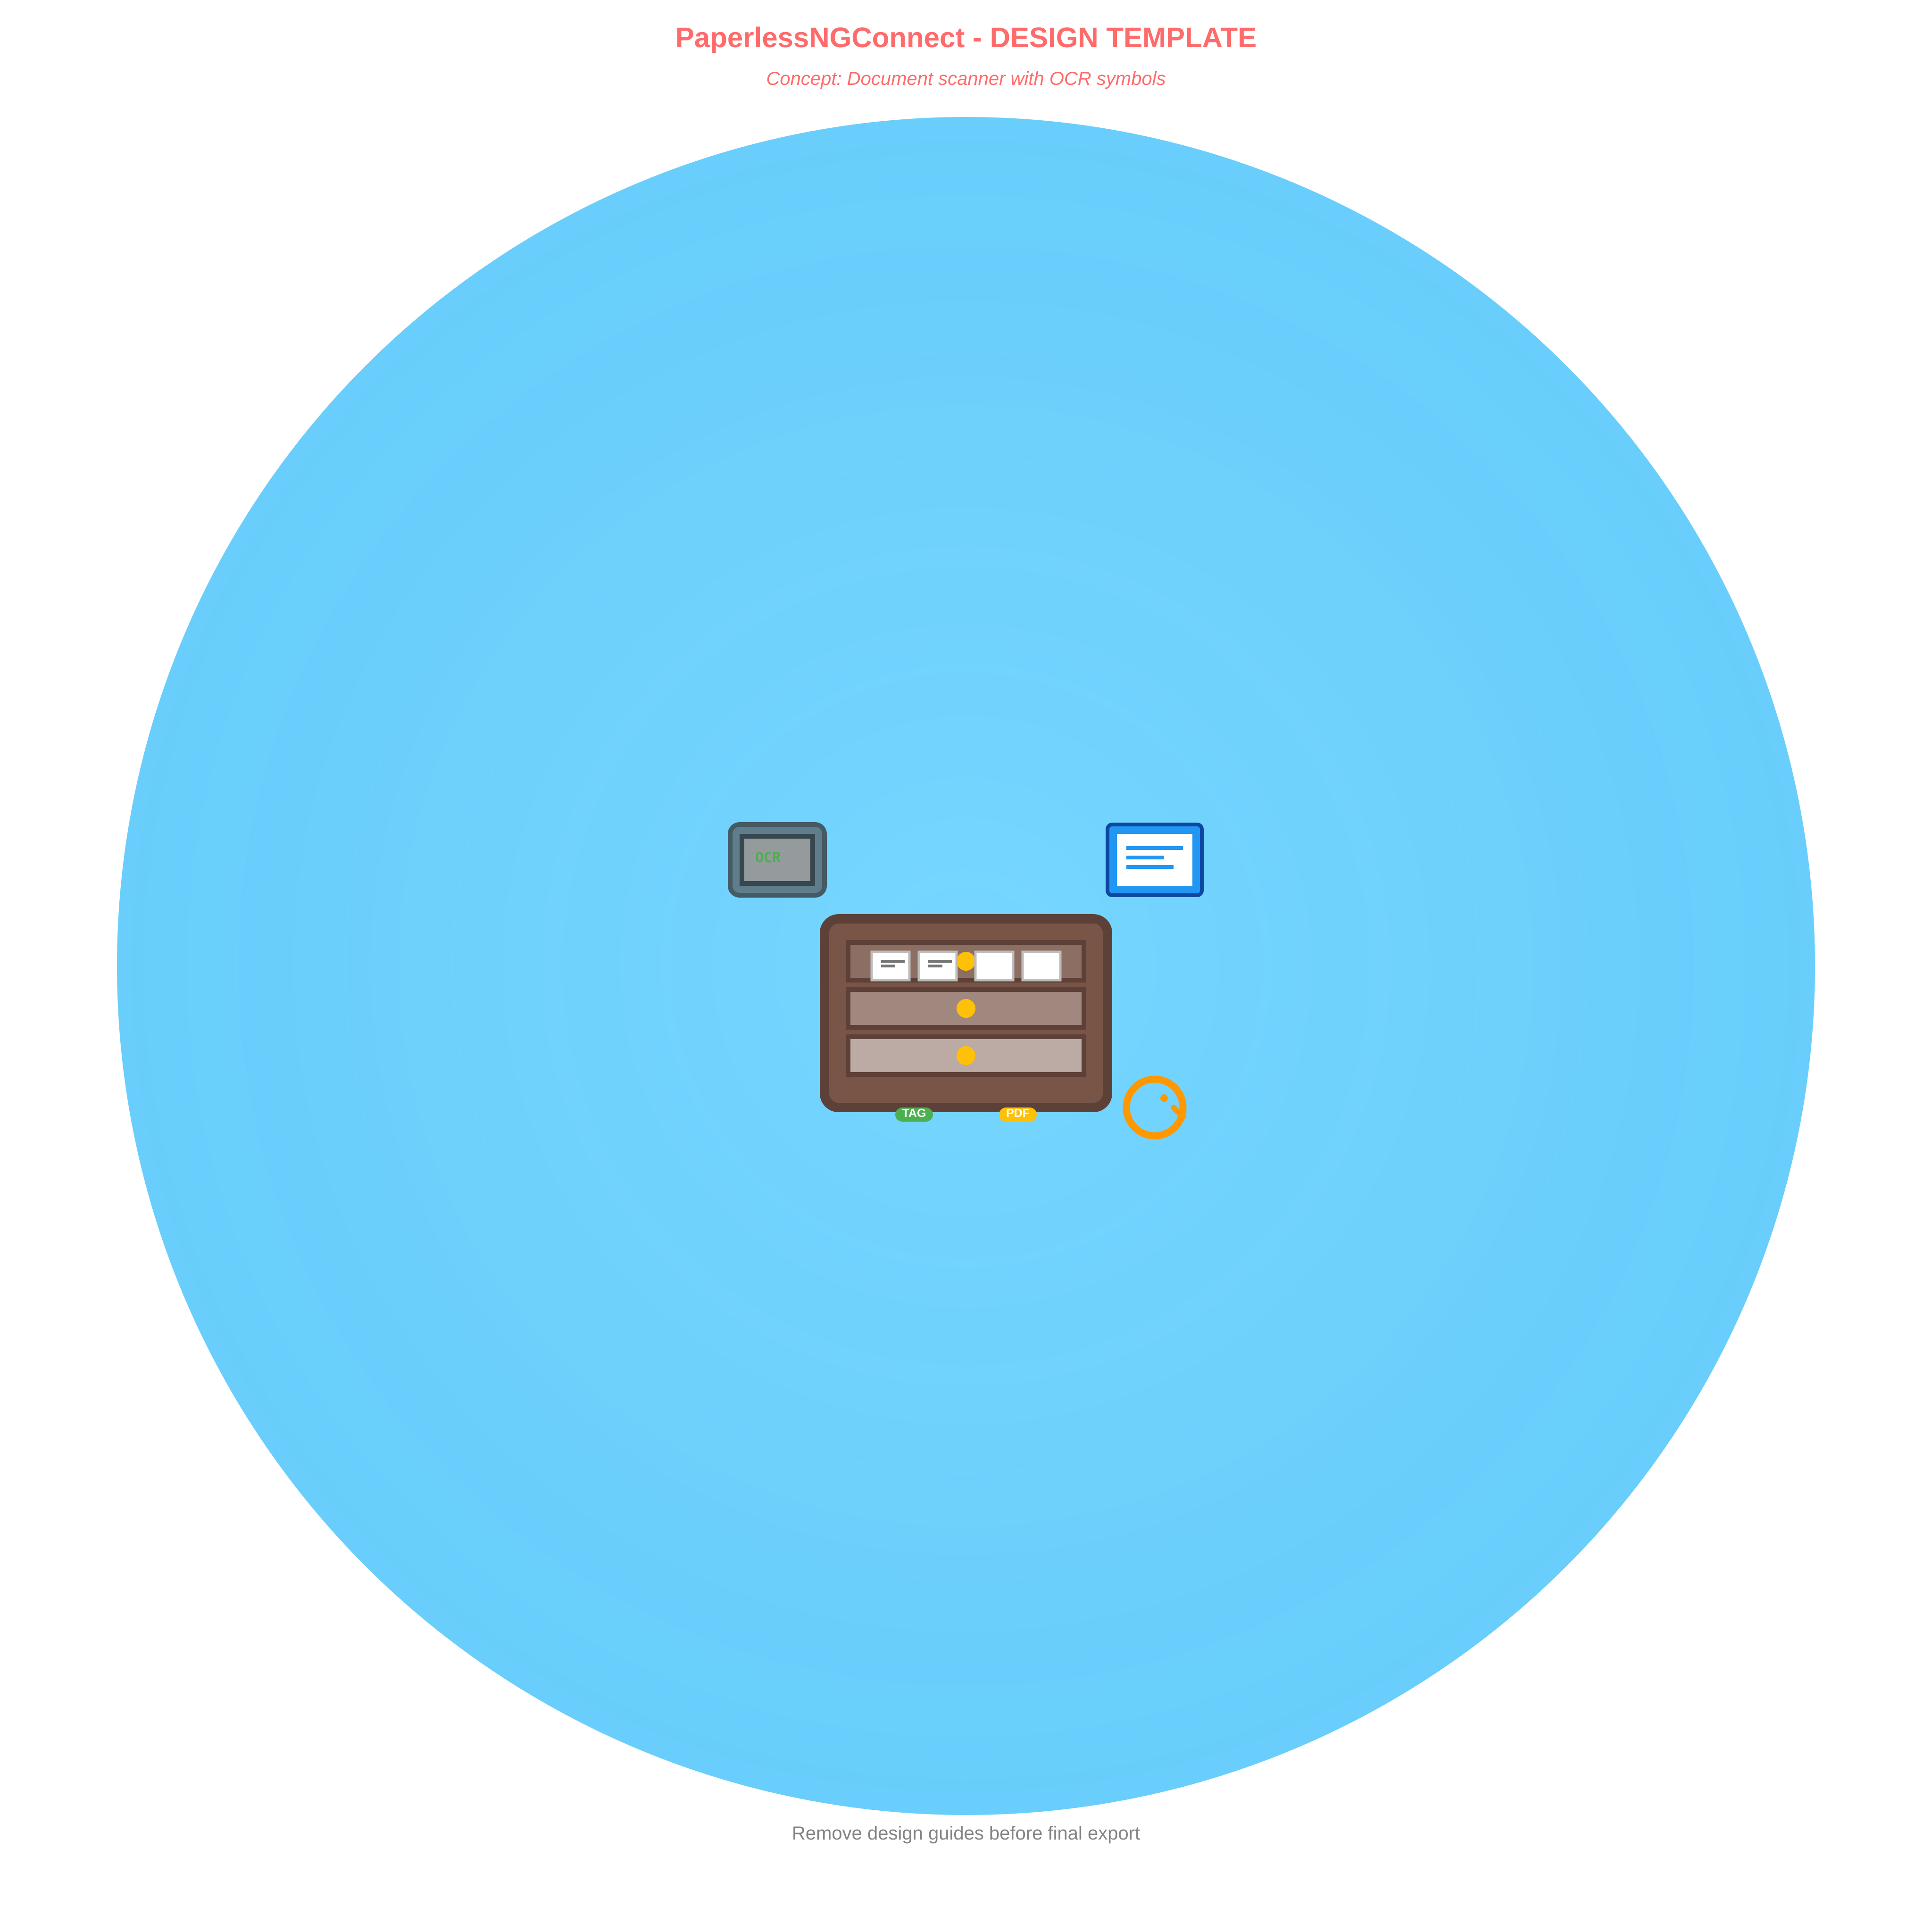 PaperlessNGConnect - DESIGN TEMPLATE
Concept: Document scanner with OCR symbols
OCR
TAG PDF
Remove design guides before final export